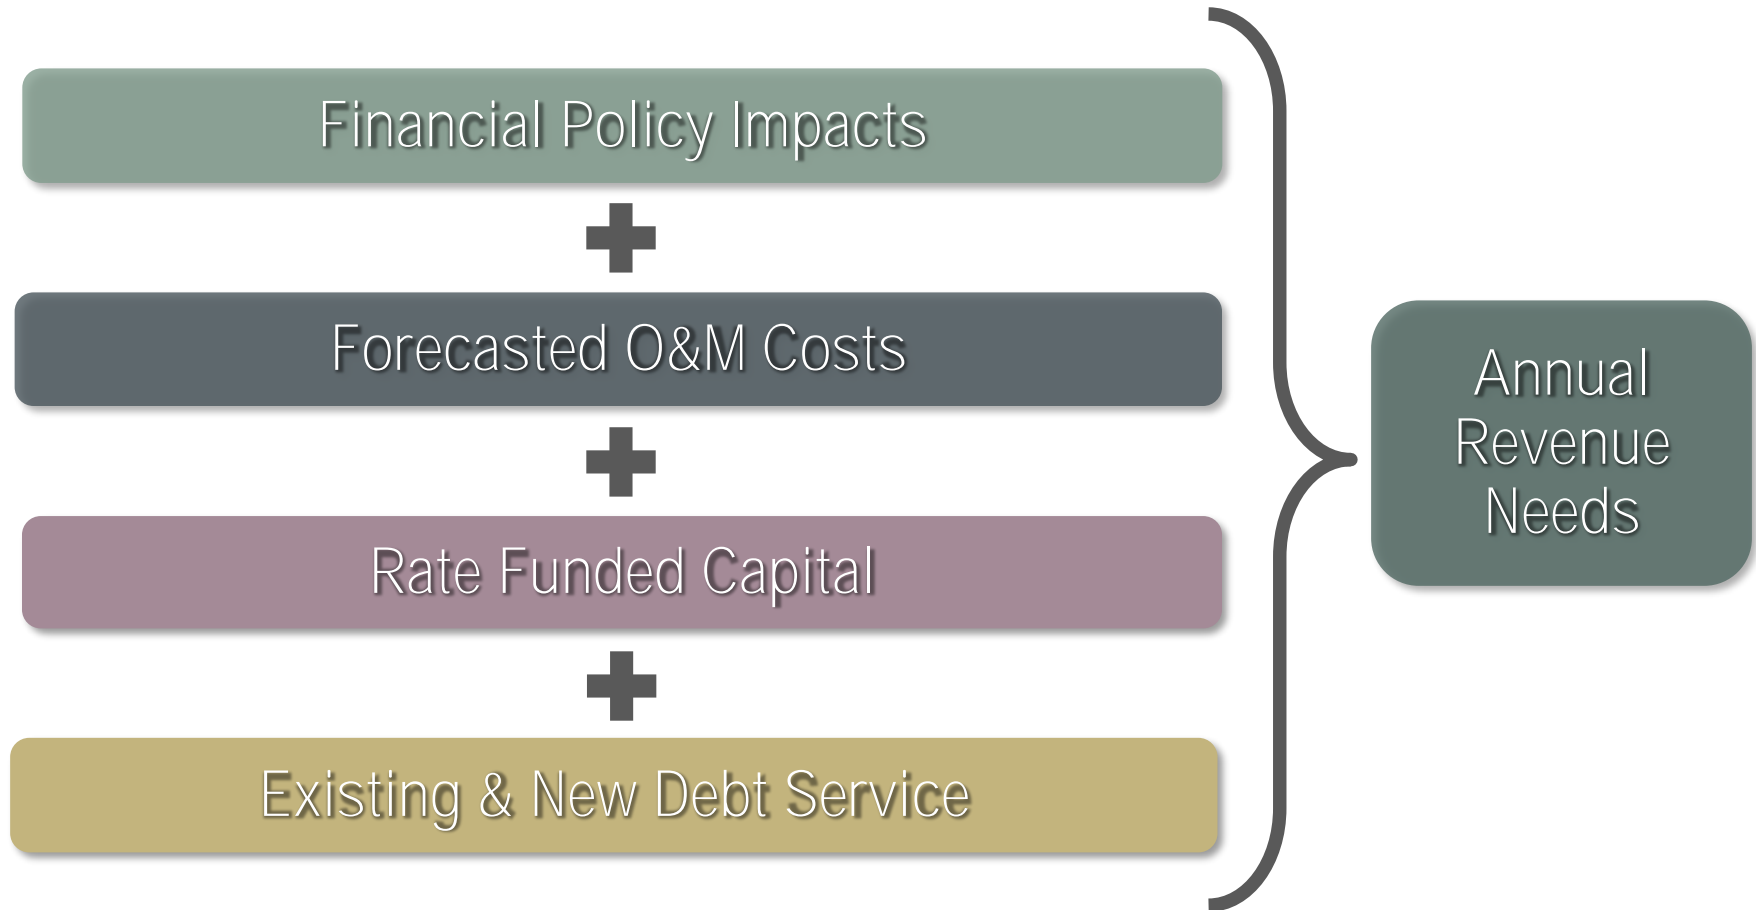 Financial Policy Impacts
Forecasted O&M Costs
Rate Funded Capital
Existing & New Debt Service
Annual
Revenue
Needs